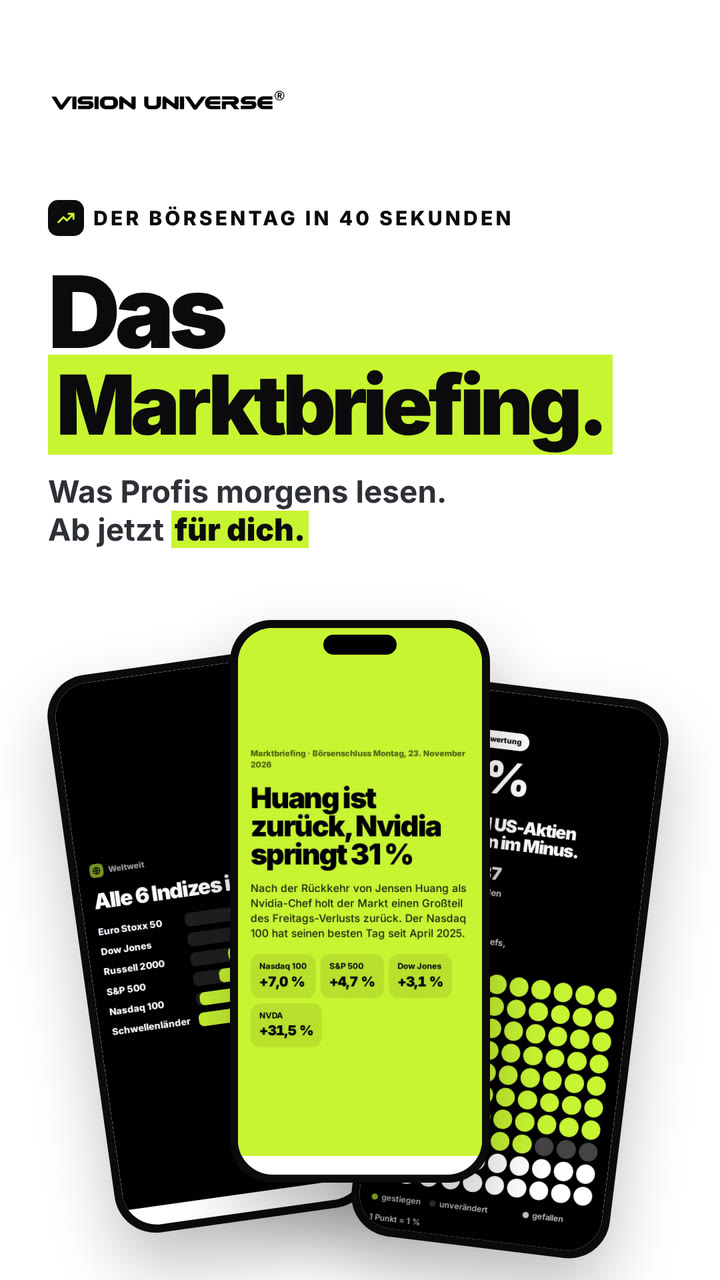 VISION UNIVERSE®
DER BÖRSENTAG IN 40 SEKUNDEN
Das
Marktbriefing.
Was Profis morgens lesen.
Ab jetzt für dich.
Weltweit
Alle 6 Indizes i
Euro Stoxx 50
Dow Jones
Russell 2000
S&P 500
Nasdaq 100
Schwellenländer
Marktbriefing · Börsenschluss Montag, 23. November
2026
Huang ist
zurück, Nvidia
springt 31 %
Nach der Rückkehr von Jensen Huang als
Nvidia-Chef holt der Markt einen Großteil
des Freitags-Verlusts zurück. Der Nasdaq
100 hat seinen besten Tag seit April 2025.
Nasdaq 100
+7,0 %
S&P 500
+4,7 %
Dow Jones
+3,1 %
NVDA
+31,5 %
wertung
%
US-Aktien
im Minus.
gestiegen
unverändert
gefallen
1 Punkt = 1 %